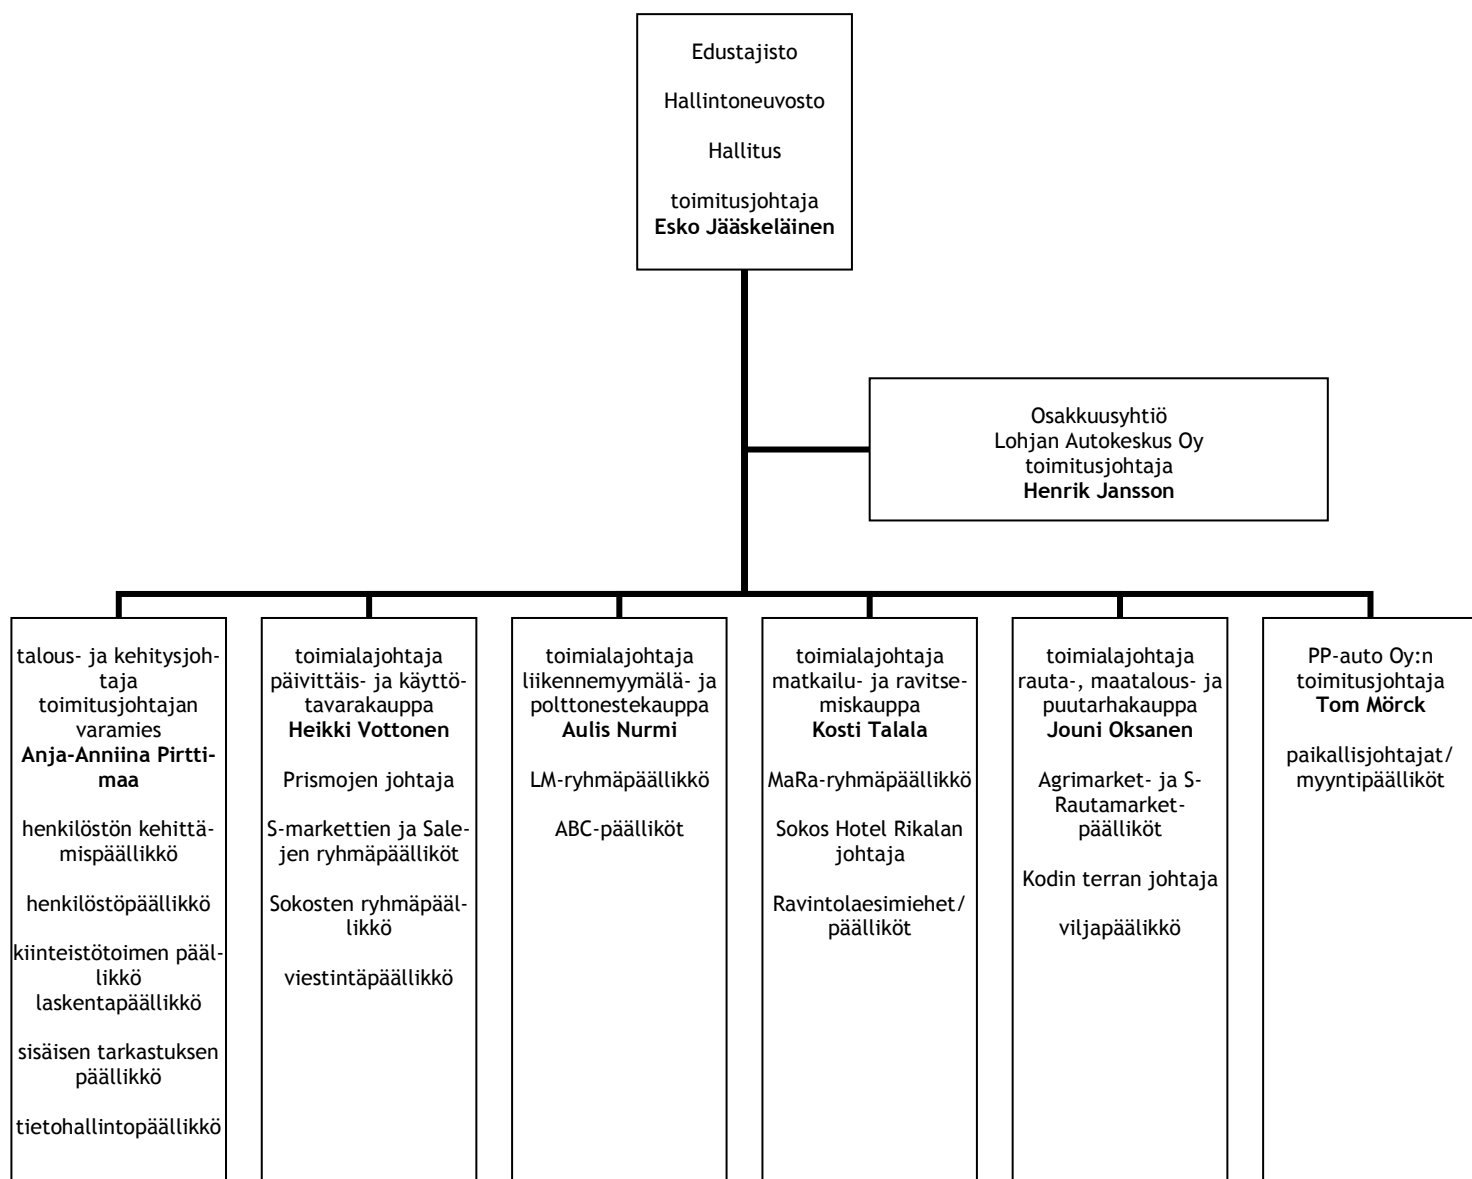 Edustajisto
Hallintoneuvosto
Hallitus
toimitusjohtaja
Esko Jääskeläinen
Osakkuusyhtiö
Lohjan Autokeskus Oy
toimitusjohtaja
Henrik Jansson
talous- ja kehitysjoh-
taja
toimitusjohtajan
varamies
Anja-Anniina Pirtti-
maa
henkilöstön kehittä-
mispäällikkö
henkilöstöpäällikkö
kiinteistötoimen pääl-
likkö
laskentapäällikkö
sisäisen tarkastuksen
päällikkö
tietohallintopäällikkö
toimialajohtaja
päivittäis- ja käyttö-
tavarakauppa
Heikki Vottonen
Prismojen johtaja
S-markettien ja Sale-
jen ryhmäpäälliköt
Sokosten ryhmäpääl-
likkö
viestintäpäällikkö
toimialajohtaja
liikennemyymälä- ja
polttonestekauppa
Aulis Nurmi
LM-ryhmäpäällikkö
ABC-päälliköt
toimialajohtaja
matkailu- ja ravitse-
miskauppa
Kosti Talala
MaRa-ryhmäpäällikkö
Sokos Hotel Rikalan
johtaja
Ravintolaesimiehet/
päälliköt
toimialajohtaja
rauta-, maatalous- ja
puutarhakauppa
Jouni Oksanen
Agrimarket- ja S-
Rautamarket-
päälliköt
Kodin terran johtaja
viljapäälikkö
PP-auto Oy:n
toimitusjohtaja
Tom Mörck
paikallisjohtajat/
myyntipäälliköt